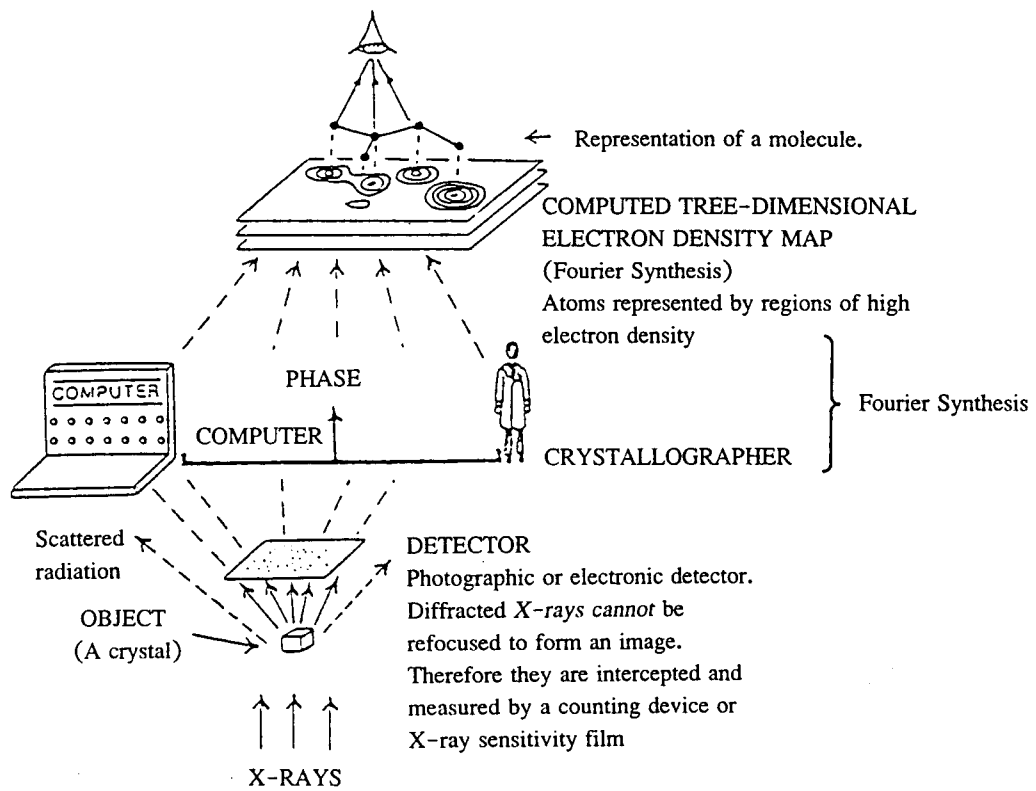 ← Representation of a molecule.
COMPUTED TREE-DIMENSIONAL
ELECTRON DENSITY MAP
(Fourier Synthesis)
Atoms represented by regions of high
electron density
PHASE
COMPUTER
COMPUTER
CRYSTALLOGRAPHER
Fourier Synthesis
Scattered
radiation
OBJECT
(A crystal)
DETECTOR
Photographic or electronic detector.
Diffracted X-rays cannot be
refocused to form an image.
Therefore they are intercepted and
measured by a counting device or
X-ray sensitivity film
X-RAYS